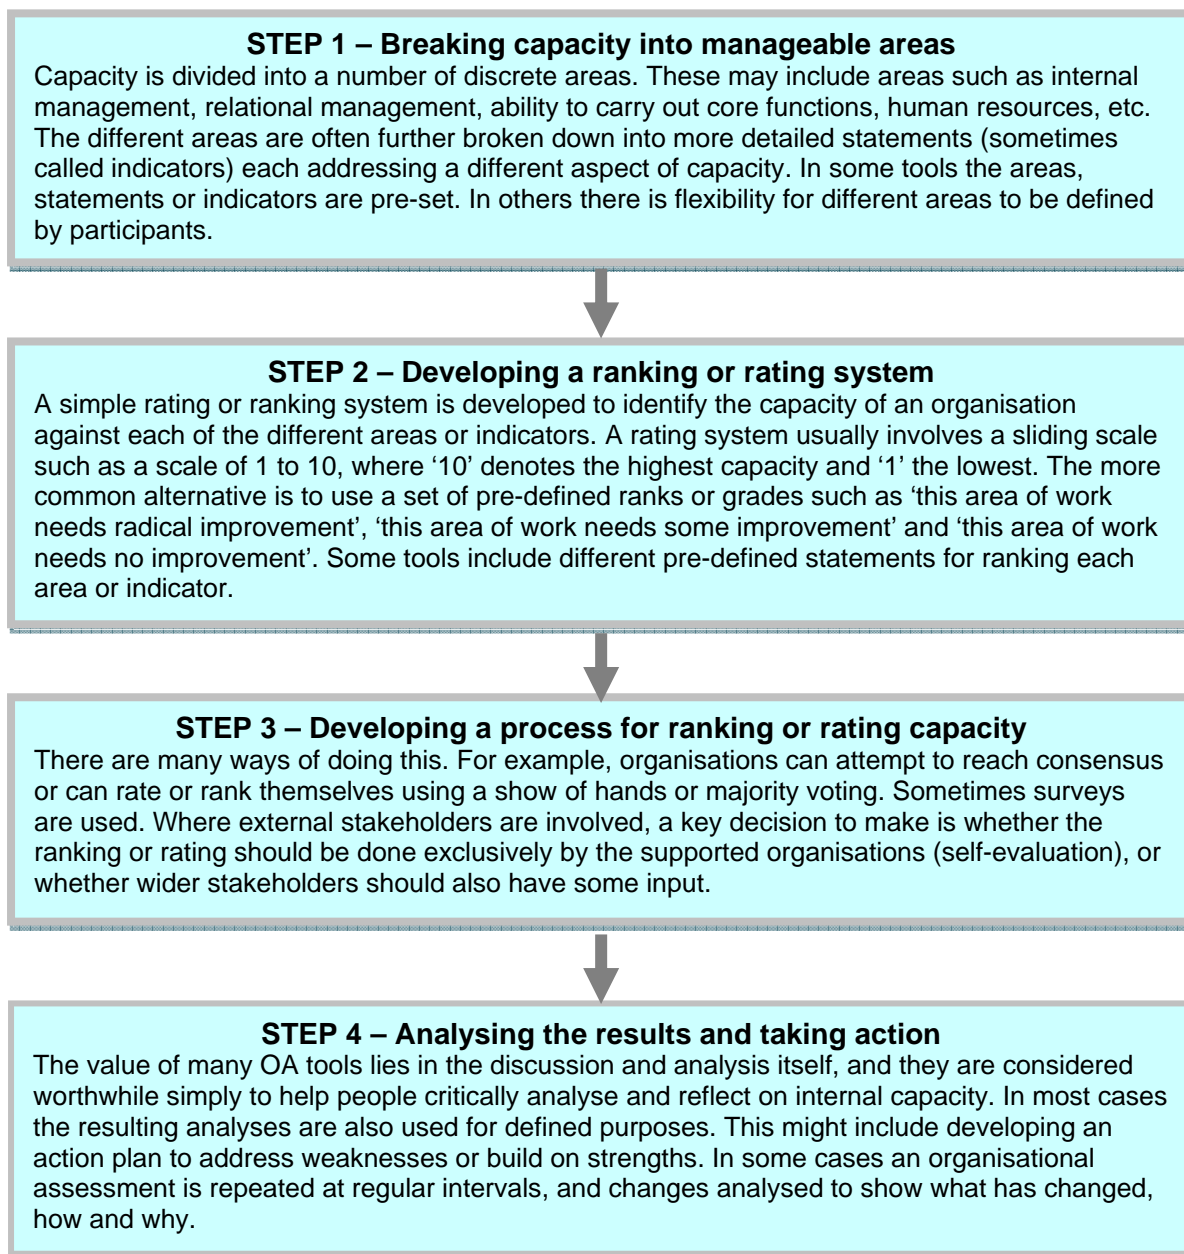 STEP 1 – Breaking capacity into manageable areas
Capacity is divided into a number of discrete areas. These may include areas such as internal
management, relational management, ability to carry out core functions, human resources, etc.
The different areas are often further broken down into more detailed statements (sometimes
called indicators) each addressing a different aspect of capacity. In some tools the areas,
statements or indicators are pre-set. In others there is flexibility for different areas to be defined
by participants.
STEP 2 – Developing a ranking or rating system
A simple rating or ranking system is developed to identify the capacity of an organisation
against each of the different areas or indicators. A rating system usually involves a sliding scale
such as a scale of 1 to 10, where ‘10’ denotes the highest capacity and ‘1’ the lowest. The more
common alternative is to use a set of pre-defined ranks or grades such as ‘this area of work
needs radical improvement’, ‘this area of work needs some improvement’ and ‘this area of work
needs no improvement’. Some tools include different pre-defined statements for ranking each
area or indicator.
STEP 3 – Developing a process for ranking or rating capacity
There are many ways of doing this. For example, organisations can attempt to reach consensus
or can rate or rank themselves using a show of hands or majority voting. Sometimes surveys
are used. Where external stakeholders are involved, a key decision to make is whether the
ranking or rating should be done exclusively by the supported organisations (self-evaluation), or
whether wider stakeholders should also have some input.
STEP 4 – Analysing the results and taking action
The value of many OA tools lies in the discussion and analysis itself, and they are considered
worthwhile simply to help people critically analyse and reflect on internal capacity. In most cases
the resulting analyses are also used for defined purposes. This might include developing an
action plan to address weaknesses or build on strengths. In some cases an organisational
assessment is repeated at regular intervals, and changes analysed to show what has changed,
how and why.